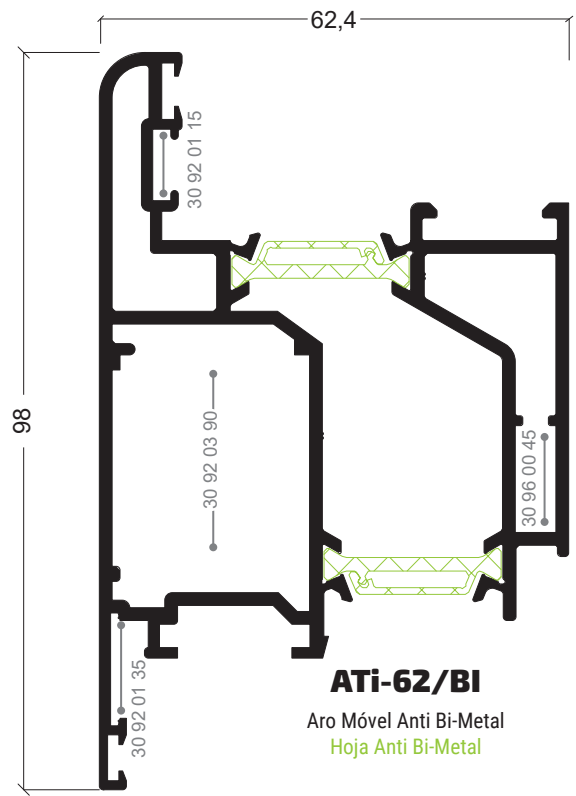 62,4
98
30 92 01 15
30 92 03 90
30 96 00 45
30 92 01 35
ATi-62/BI
Aro Móvel Anti Bi-Metal
Hoja Anti Bi-Metal